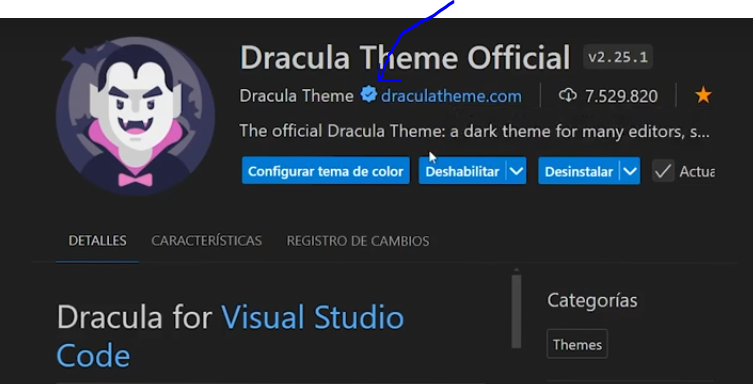 Dracula Theme Official v2.25.1
Dracula Theme draculatheme.com 7.529.820
The official Dracula Theme: a dark theme for many editors, s...
Configurar tema de color Deshabilitar Desinstalar Actua
DETALLES CARACTERÍSTICAS REGISTRO DE CAMBIOS
Dracula for Visual Studio
Code
Categorías
Themes